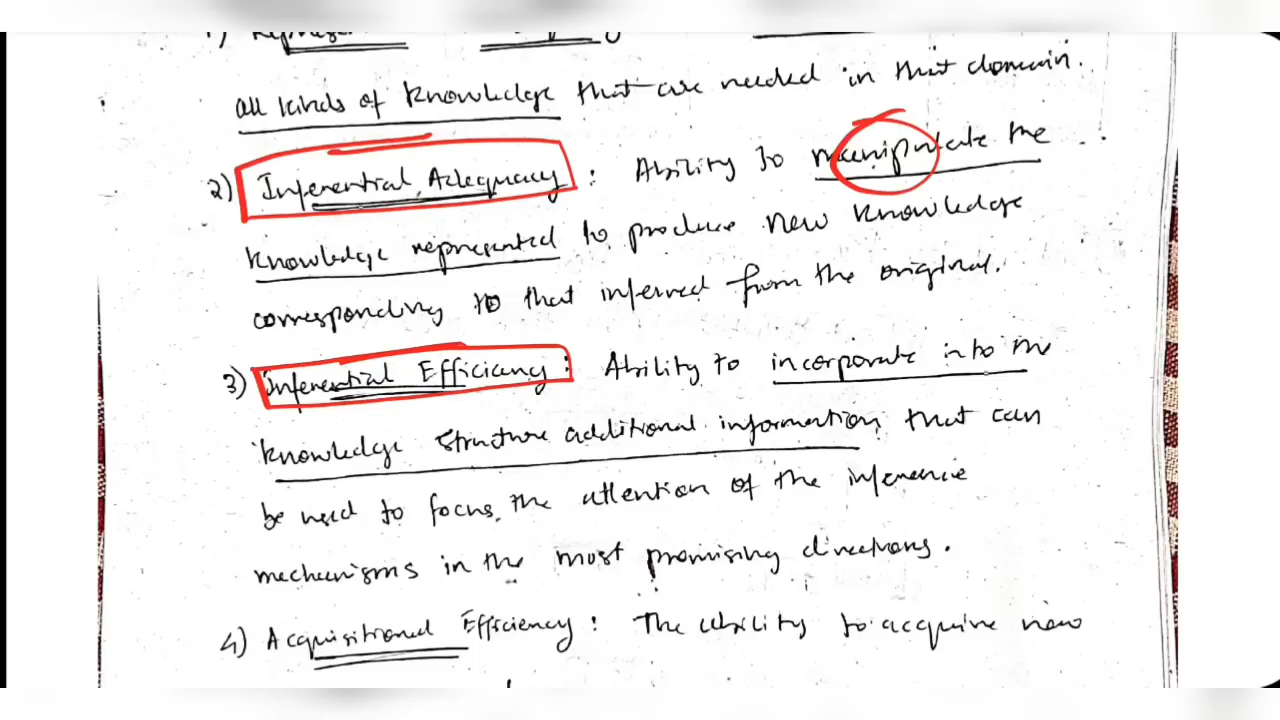 1)
all kinds of knowledge that are needed in that domain.
2) Inferential Adequacy : Ability to manipulate the
knowledge represented to produce new knowledge
corresponding to that inferred from the original.
3) Inferential Efficiency : Ability to incorporate into the
knowledge structure additional information that can
be used to focus the attention of the inference
mechanisms in the most promising directions.
4) Acquisitional Efficiency : The ability to acquire new